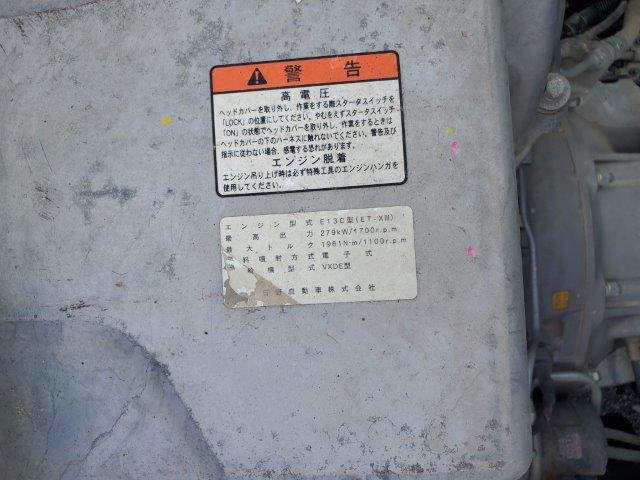 警 告
高電圧
ヘッドカバーを取り外し、作業をする際スタータスイッチを
「LOCK」の位置にしてください。やむをえずスタータスイッチ
「ON」の状態でヘッドカバーを取り外し、作業をするときは
ヘッドカバーの下のハーネスに触れないでください。警告及び
指示に従わない場合、感電する恐れがあります。
エンジン脱着
エンジン吊り上げ時は必ず特殊工具のエンジンハンガを
使用してください。
エンジン型式 E13C型(ET-XⅢ)
最高出力 279kW/1700r.p.m
最大トルク 1961N·m/1100r.p.m
料噴射方式 電子式
機型式 VXDE型
自動車株式会社